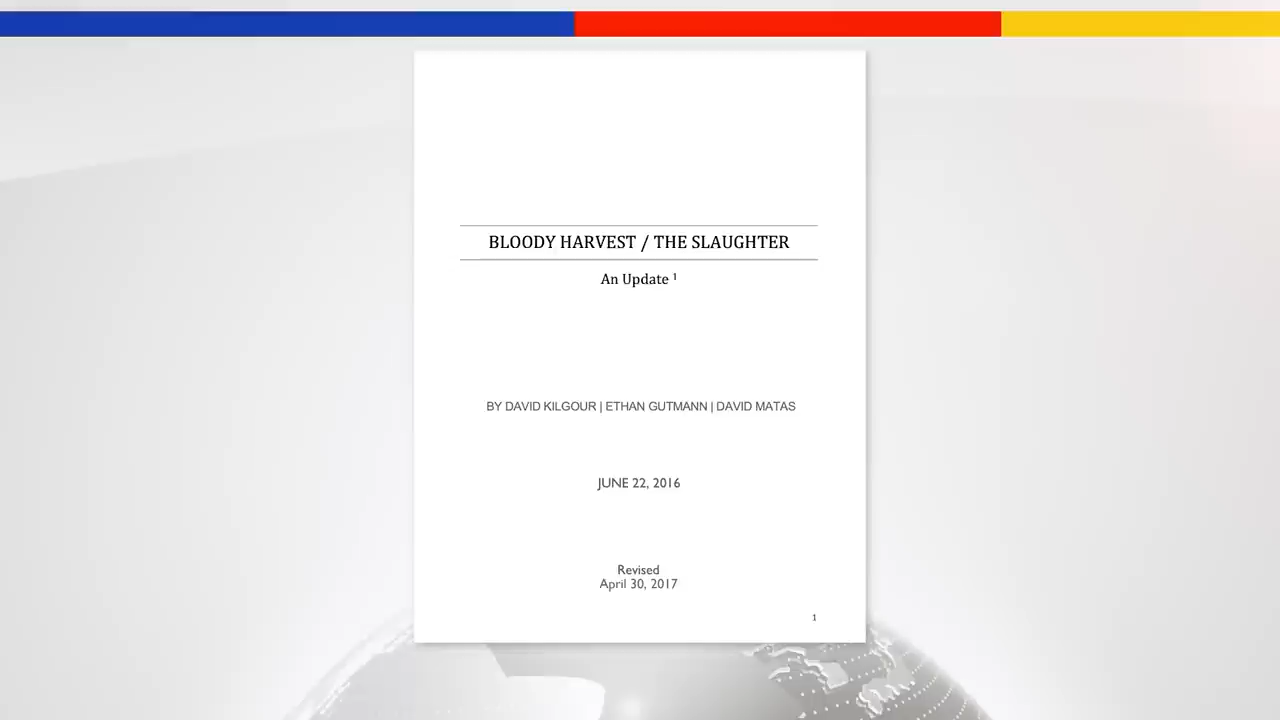 BLOODY HARVEST / THE SLAUGHTER
An Update ¹
BY DAVID KILGOUR | ETHAN GUTMANN | DAVID MATAS
JUNE 22, 2016
Revised
April 30, 2017
1